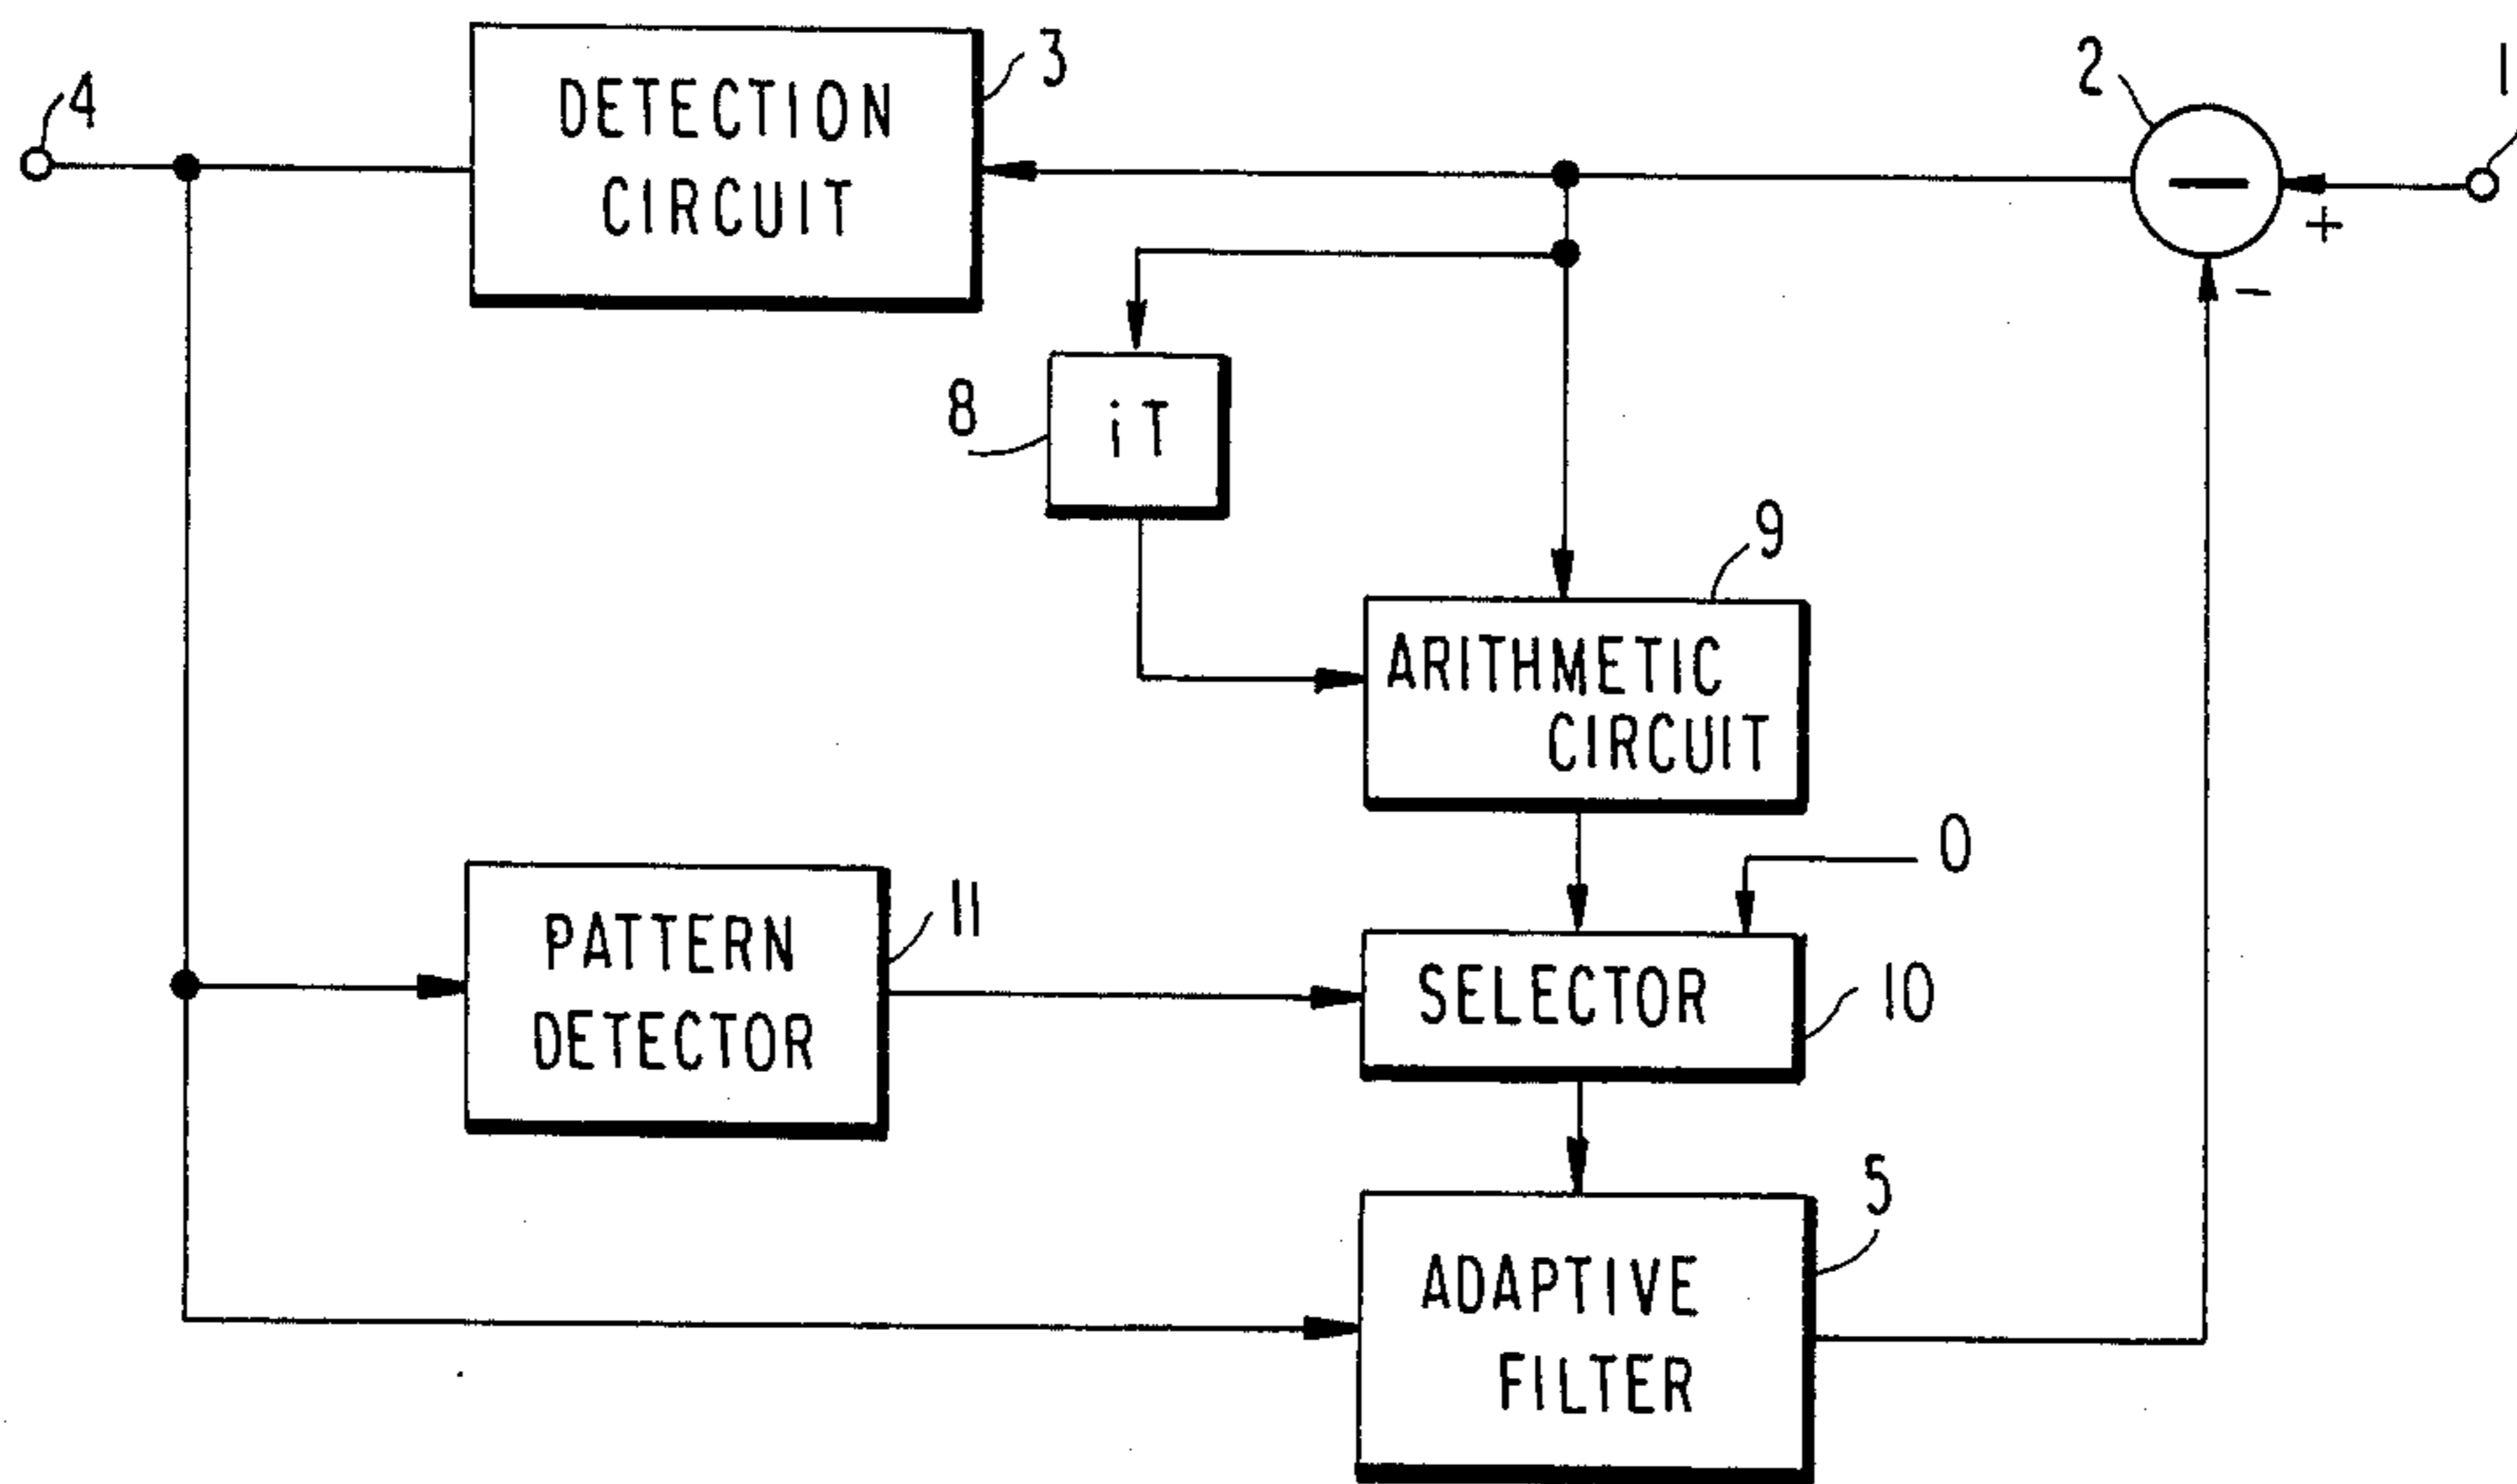 4
DETECTION
CIRCUIT
3
2
1
+
-
−
8
iT
9
ARITHMETIC
CIRCUIT
0
PATTERN
DETECTOR
11
SELECTOR
10
5
ADAPTIVE
FILTER